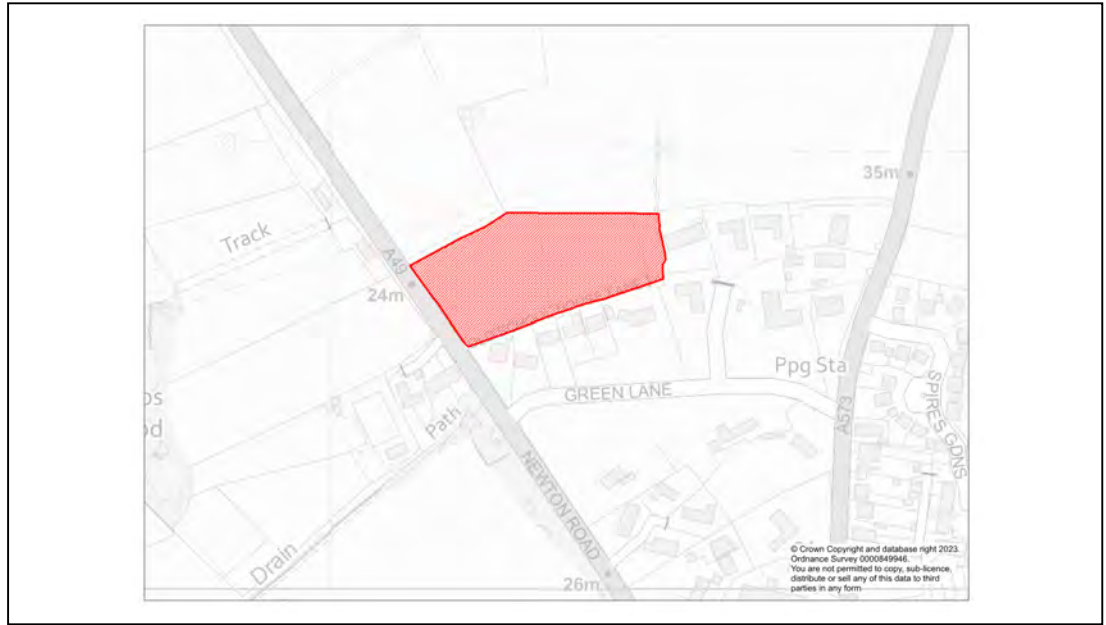 35m
Track
A49
24m
Ppg Sta
GREEN LANE
SPIRES GDNS
A573
Path
NEWTON ROAD
Drain
26m
© Crown Copyright and database right 2023.
Ordnance Survey 0000849946.
You are not permitted to copy, sub-licence,
distribute or sell any of this data to third
parties in any form